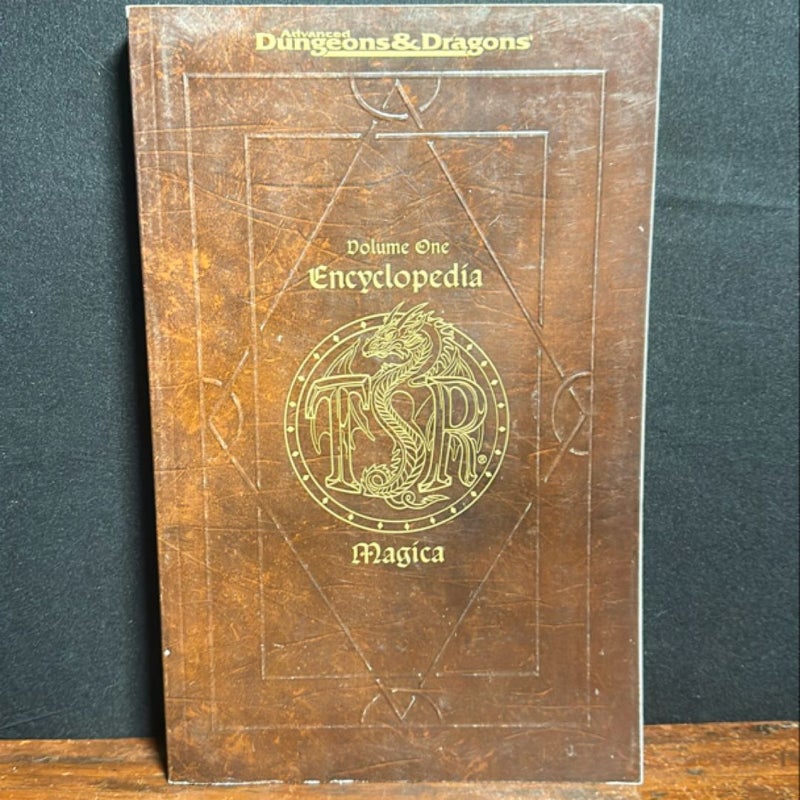 Advanced
Dungeons & Dragons®
Volume One
Encyclopedia
TSR®
Magica